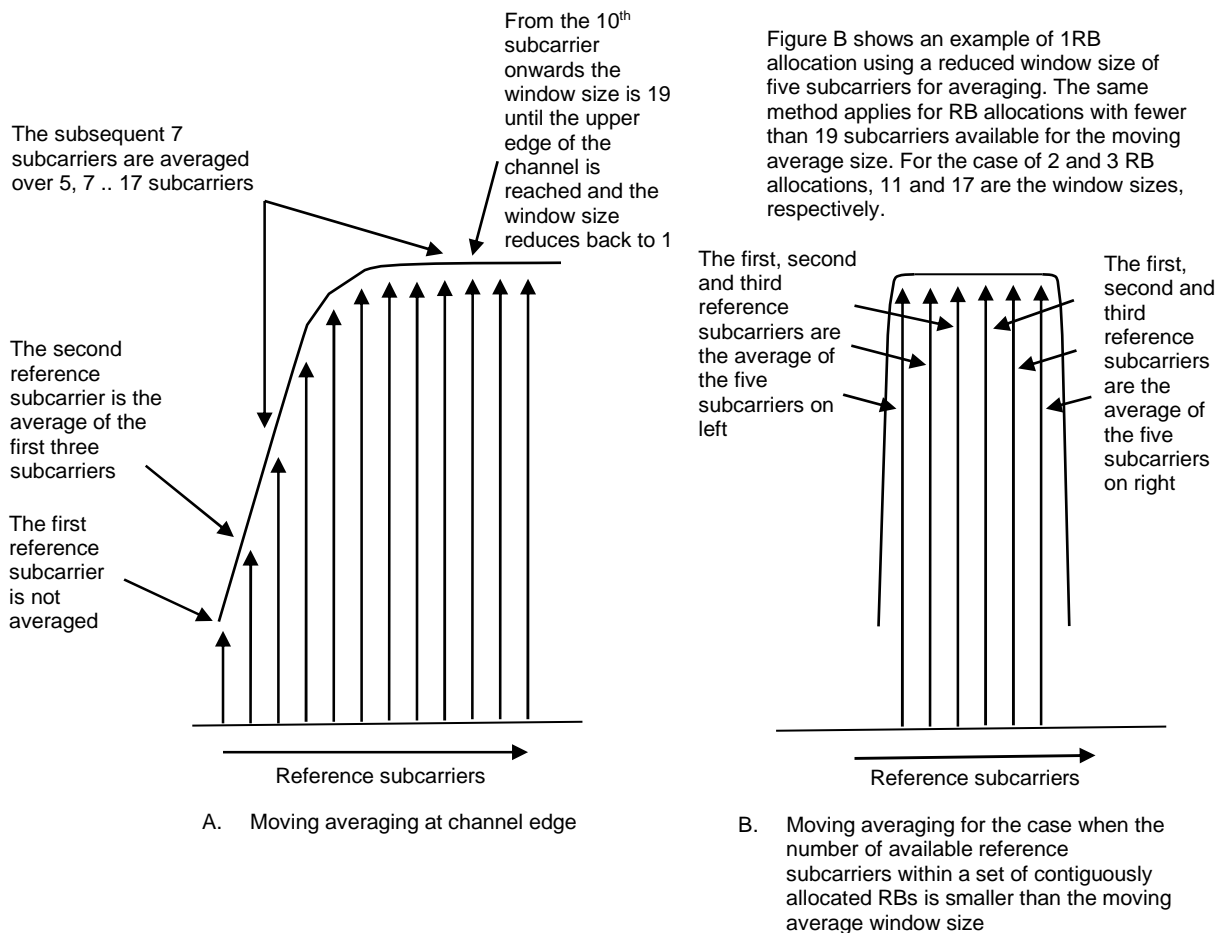 From the 10th
subcarrier
onwards the
window size is 19
until the upper
edge of the
channel is
reached and the
window size
reduces back to 1
The subsequent 7
subcarriers are averaged
over 5, 7 .. 17 subcarriers
The second
reference
subcarrier is the
average of the
first three
subcarriers
The first
reference
subcarrier
is not
averaged
Reference subcarriers
A. Moving averaging at channel edge
Figure B shows an example of 1RB
allocation using a reduced window size of
five subcarriers for averaging. The same
method applies for RB allocations with fewer
than 19 subcarriers available for the moving
average size. For the case of 2 and 3 RB
allocations, 11 and 17 are the window sizes,
respectively.
The first, second
and third
reference
subcarriers are
the average of
the five
subcarriers on
left
The first,
second and
third
reference
subcarriers
are the
average of
the five
subcarriers
on right
Reference subcarriers
B. Moving averaging for the case when the
number of available reference
subcarriers within a set of contiguously
allocated RBs is smaller than the moving
average window size